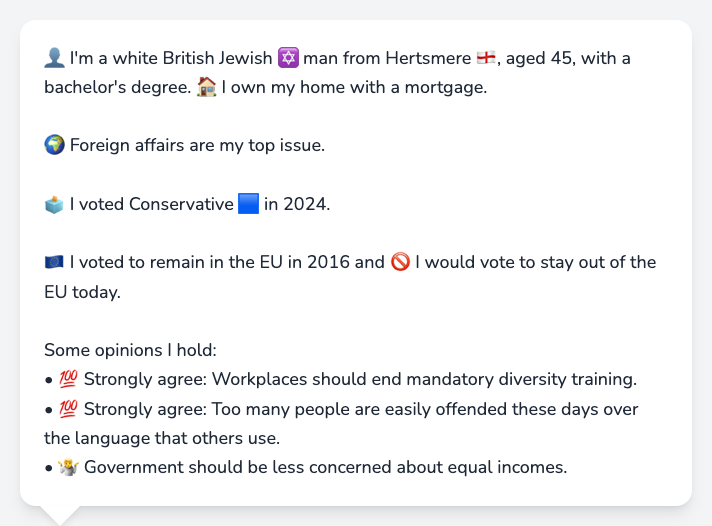 👤 I'm a white British Jewish ✡️ man from Hertsmere 🏴󠁧󠁢󠁥󠁮󠁧󠁿, aged 45, with a
bachelor's degree. 🏠 I own my home with a mortgage.
🌍 Foreign affairs are my top issue.
🗳️ I voted Conservative 🟦 in 2024.
🇪🇺 I voted to remain in the EU in 2016 and 🚫 I would vote to stay out of the
EU today.
Some opinions I hold:
• 💯 Strongly agree: Workplaces should end mandatory diversity training.
• 💯 Strongly agree: Too many people are easily offended these days over
the language that others use.
• 🤷 Government should be less concerned about equal incomes.